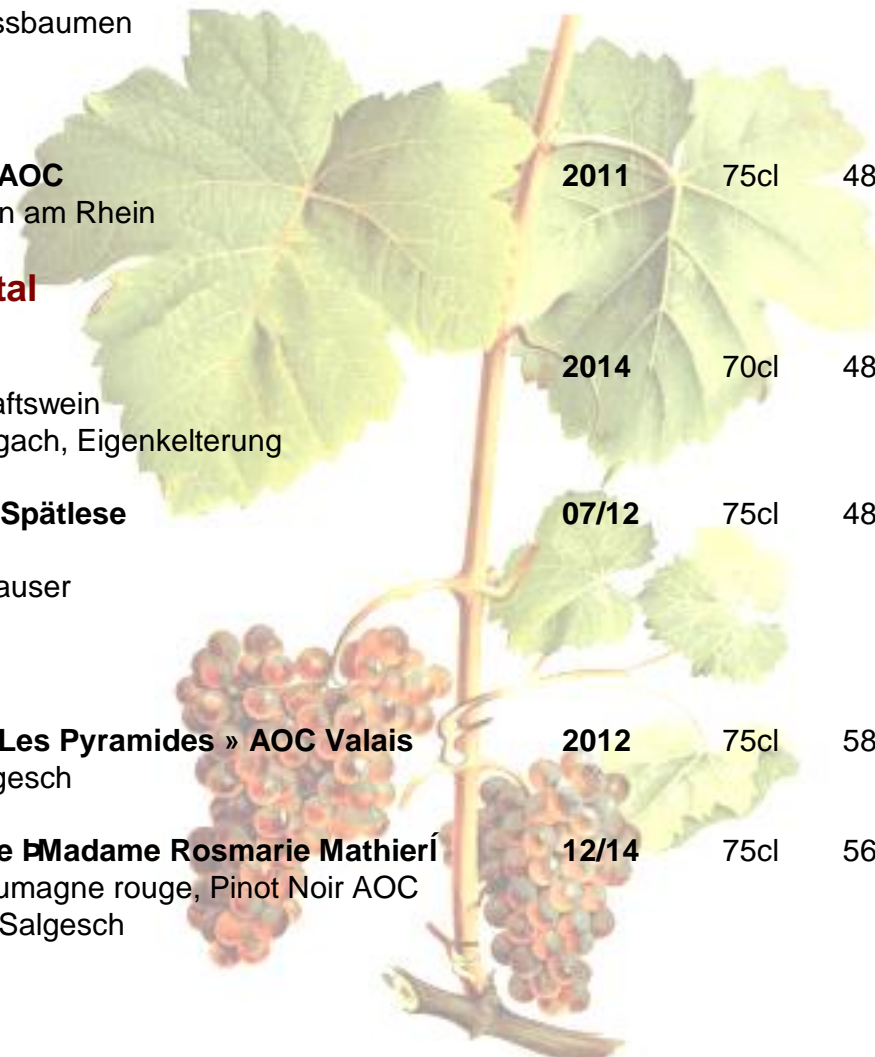 ssbaumen
AOC 2011 75cl 48
n am Rhein
tal
2014 70cl 48
aftswein
gach, Eigenkelterung
Spätlese 07/12 75cl 48
auser
Les Pyramides » AOC Valais 2012 75cl 58
gesch
e ÞMadame Rosmarie MathierÍ 12/14 75cl 56
umagne rouge, Pinot Noir AOC
Salgesch